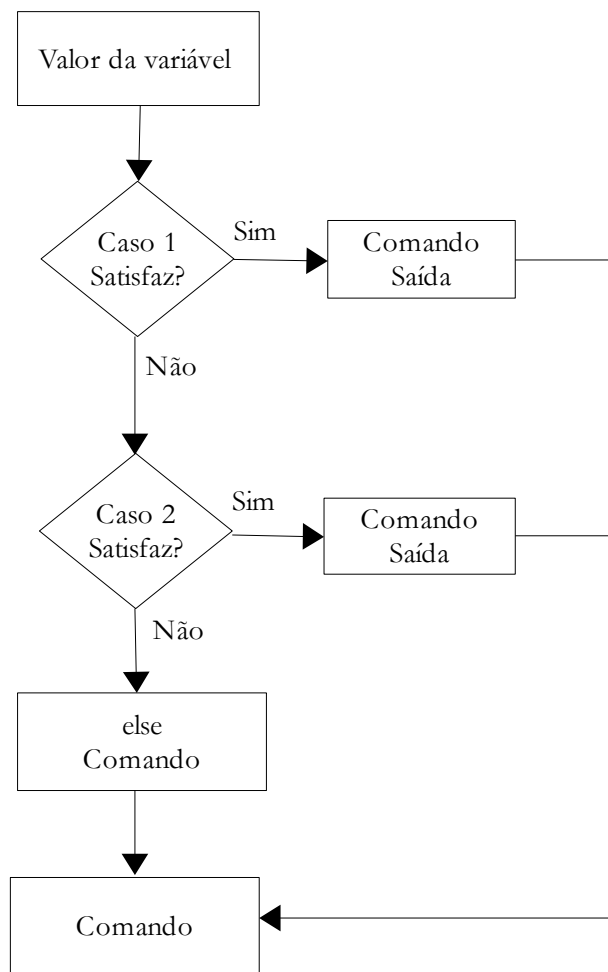 Valor da variável
Caso 1
Satisfaz?
Sim
Comando
Saída
Não
Caso 2
Satisfaz?
Sim
Comando
Saída
Não
else
Comando
Comando